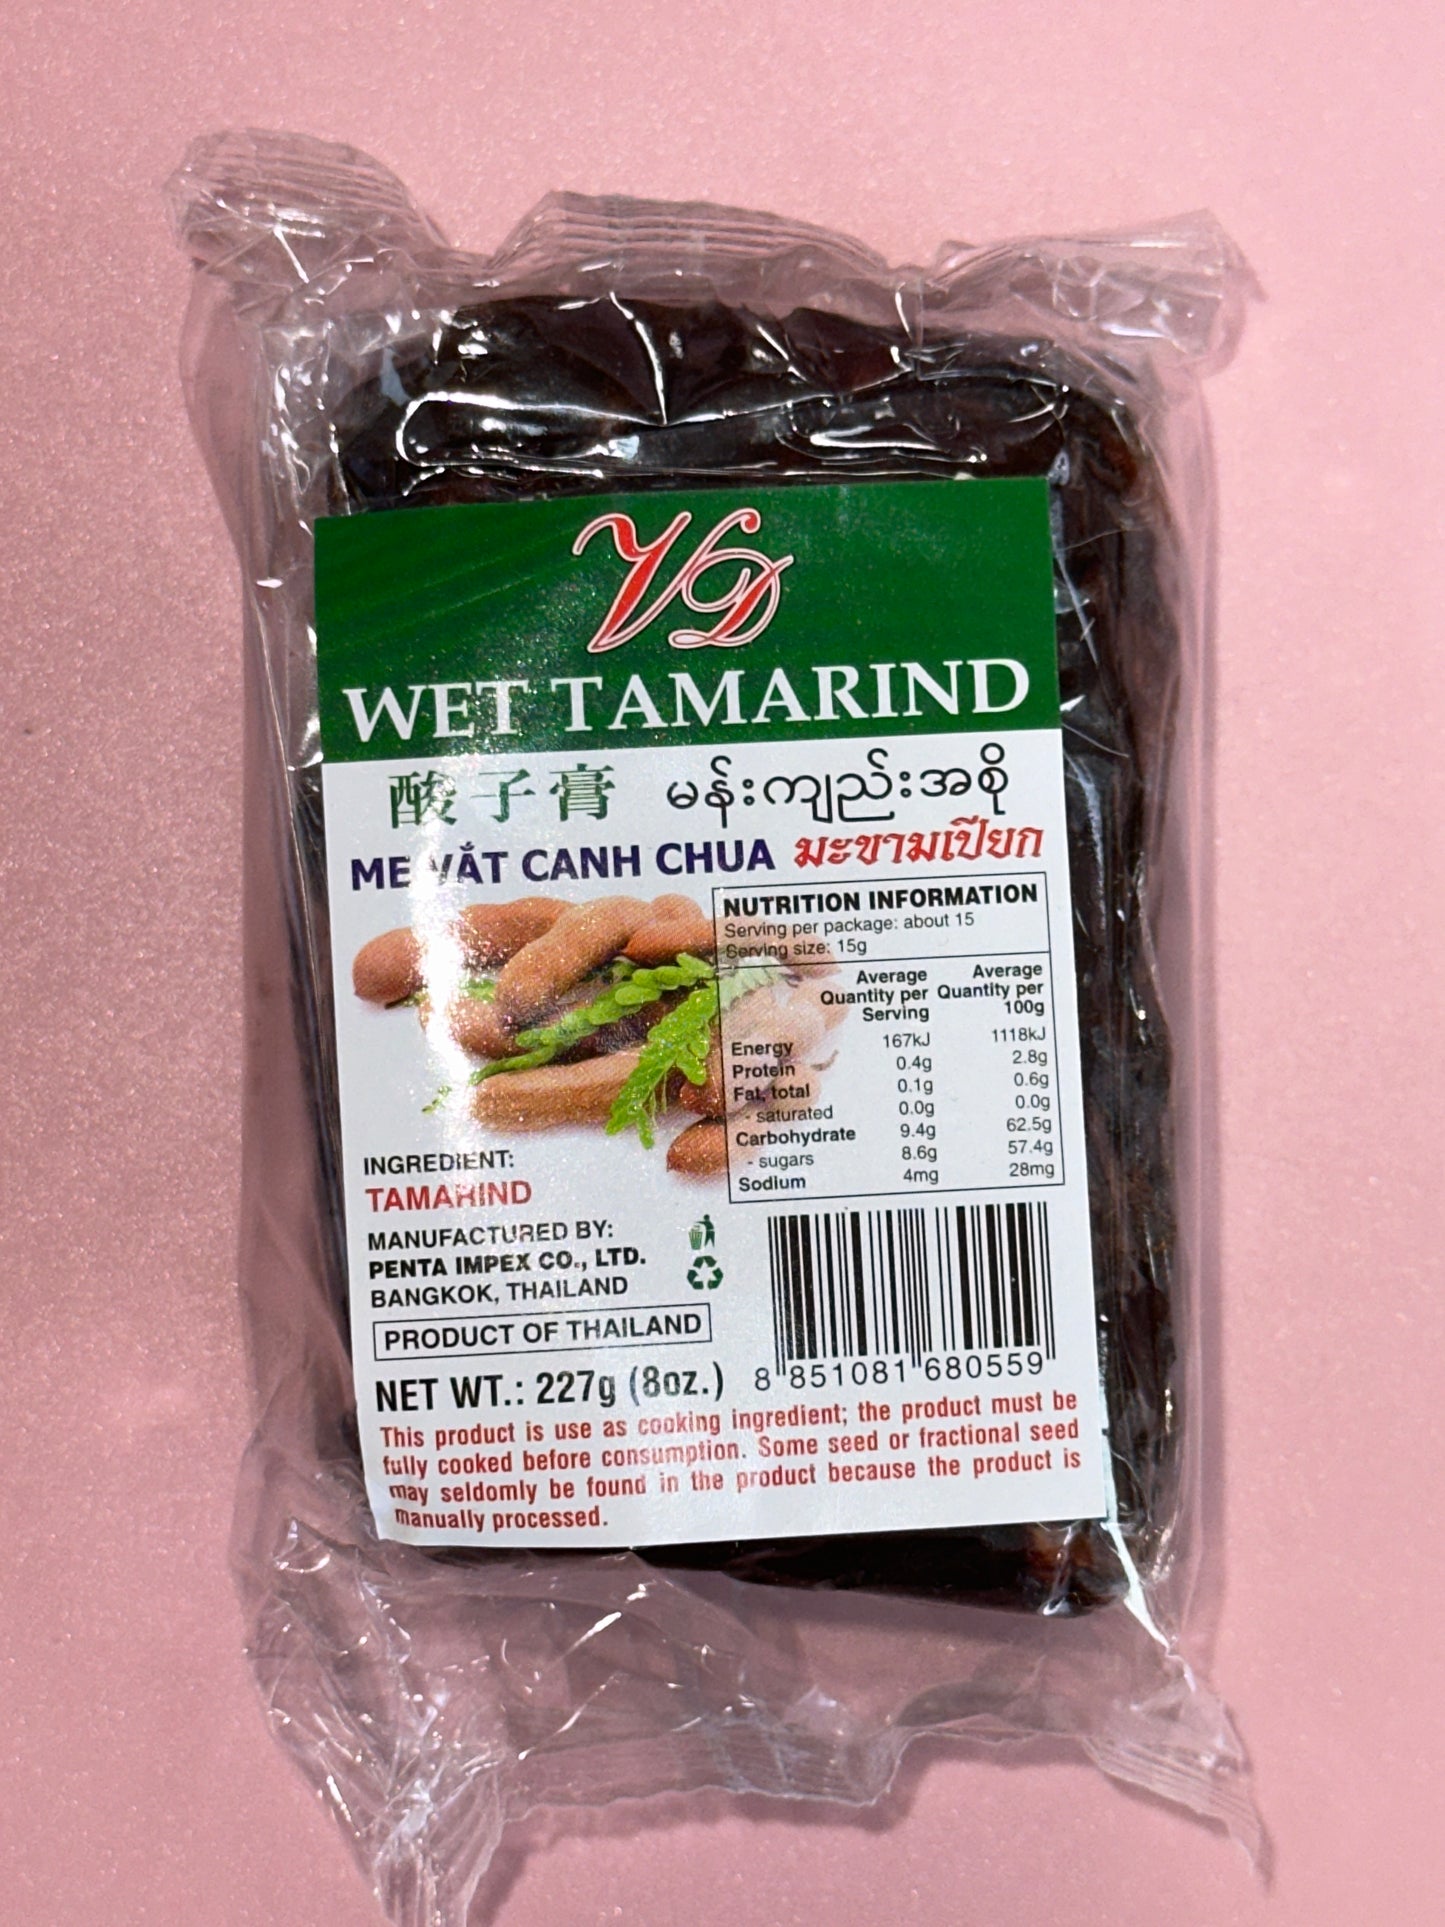 VD
WET TAMARIND
酸子膏 မန်းကျည်းအစို
ME VẮT CANH CHUA มะขามเปียก
NUTRITION INFORMATION
Serving per package: about 15
Serving size: 15g
Average Quantity per Serving Average Quantity per 100g
Energy 167kJ 1118kJ
Protein 0.4g 2.8g
Fat, total 0.1g 0.6g
- saturated 0.0g 0.0g
Carbohydrate 9.4g 62.5g
- sugars 8.6g 57.4g
Sodium 4mg 28mg
INGREDIENT:
TAMARIND
MANUFACTURED BY:
PENTA IMPEX CO., LTD.
BANGKOK, THAILAND
PRODUCT OF THAILAND
NET WT.: 227g (8oz.)
8 851081 680559
This product is use as cooking ingredient; the product must be
fully cooked before consumption. Some seed or fractional seed
may seldomly be found in the product because the product is
manually processed.